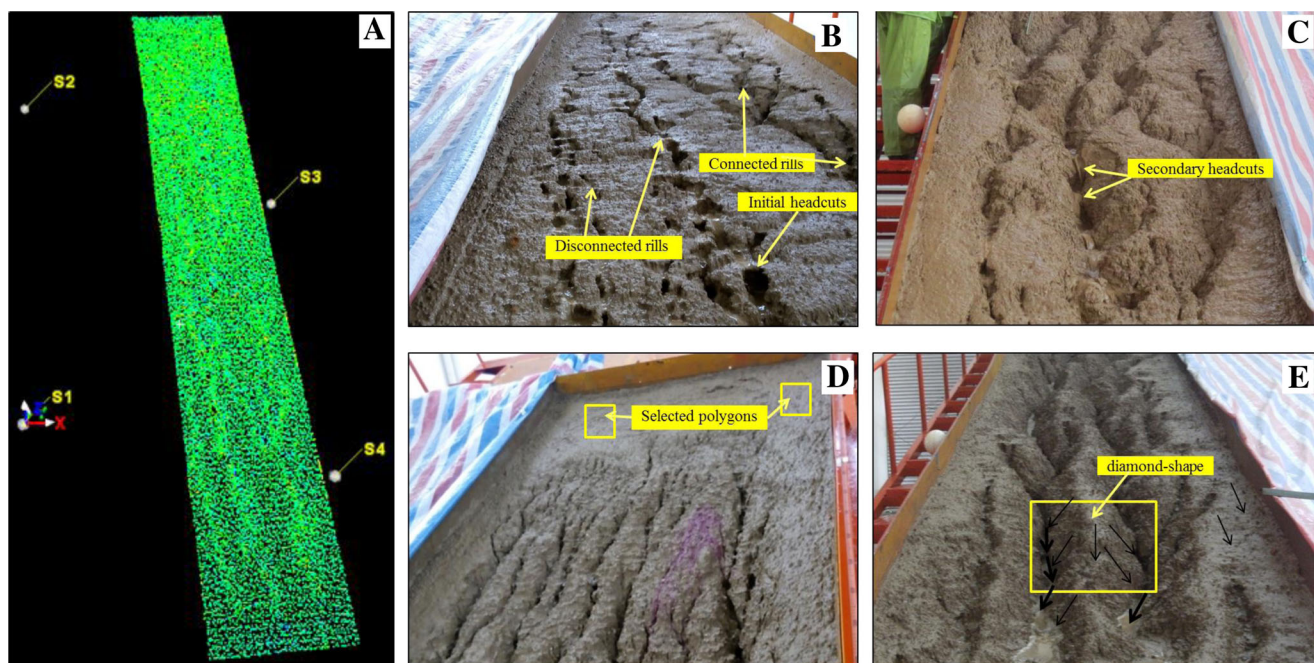 A
S2
S3
S1
X
S4
B
Connected rills
Initial headcuts
Disconnected rills
C
Secondary headcuts
D
Selected polygons
E
diamond-shape